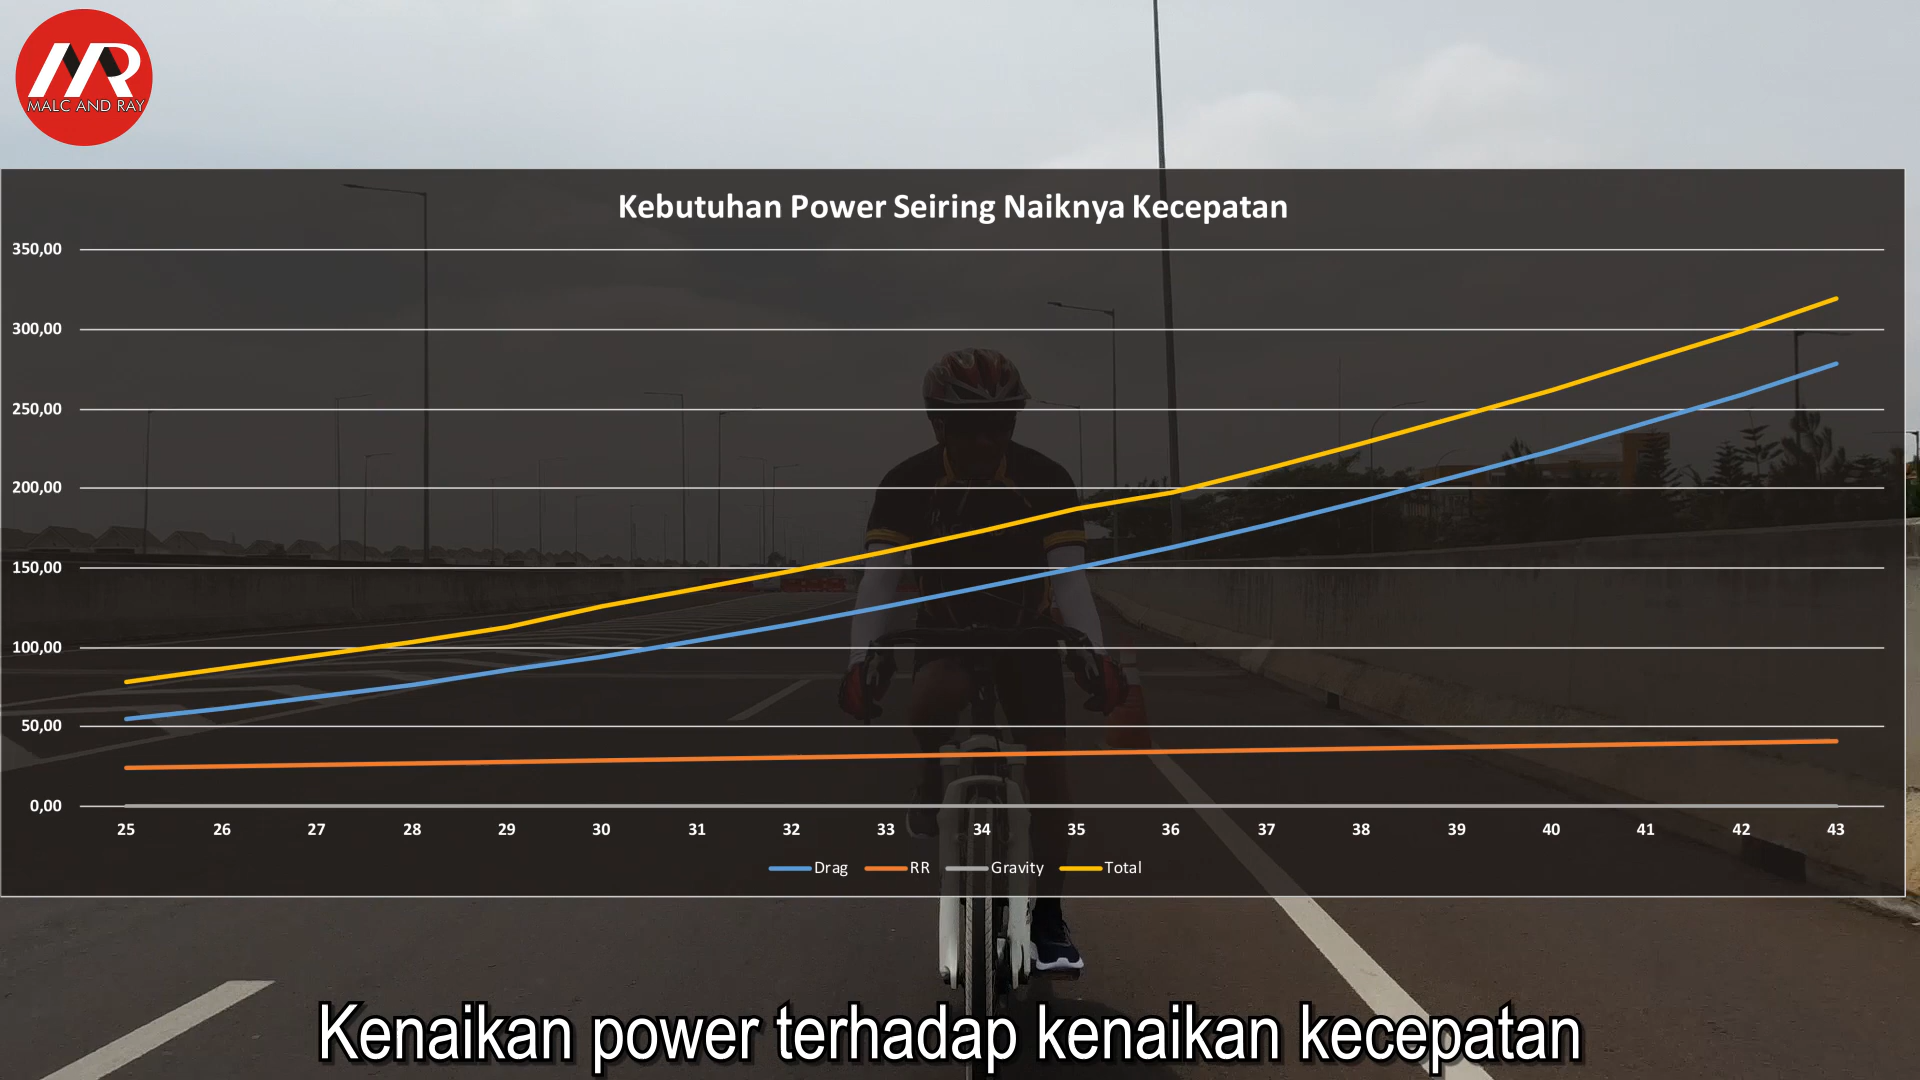 MR
MALC AND RAY
Kebutuhan Power Seiring Naiknya Kecepatan
350,00
300,00
250,00
200,00
150,00
100,00
50,00
0,00
25 26 27 28 29 30 31 32 33 34 35 36 37 38 39 40 41 42 43
Drag RR Gravity Total
Kenaikan power terhadap kenaikan kecepatan